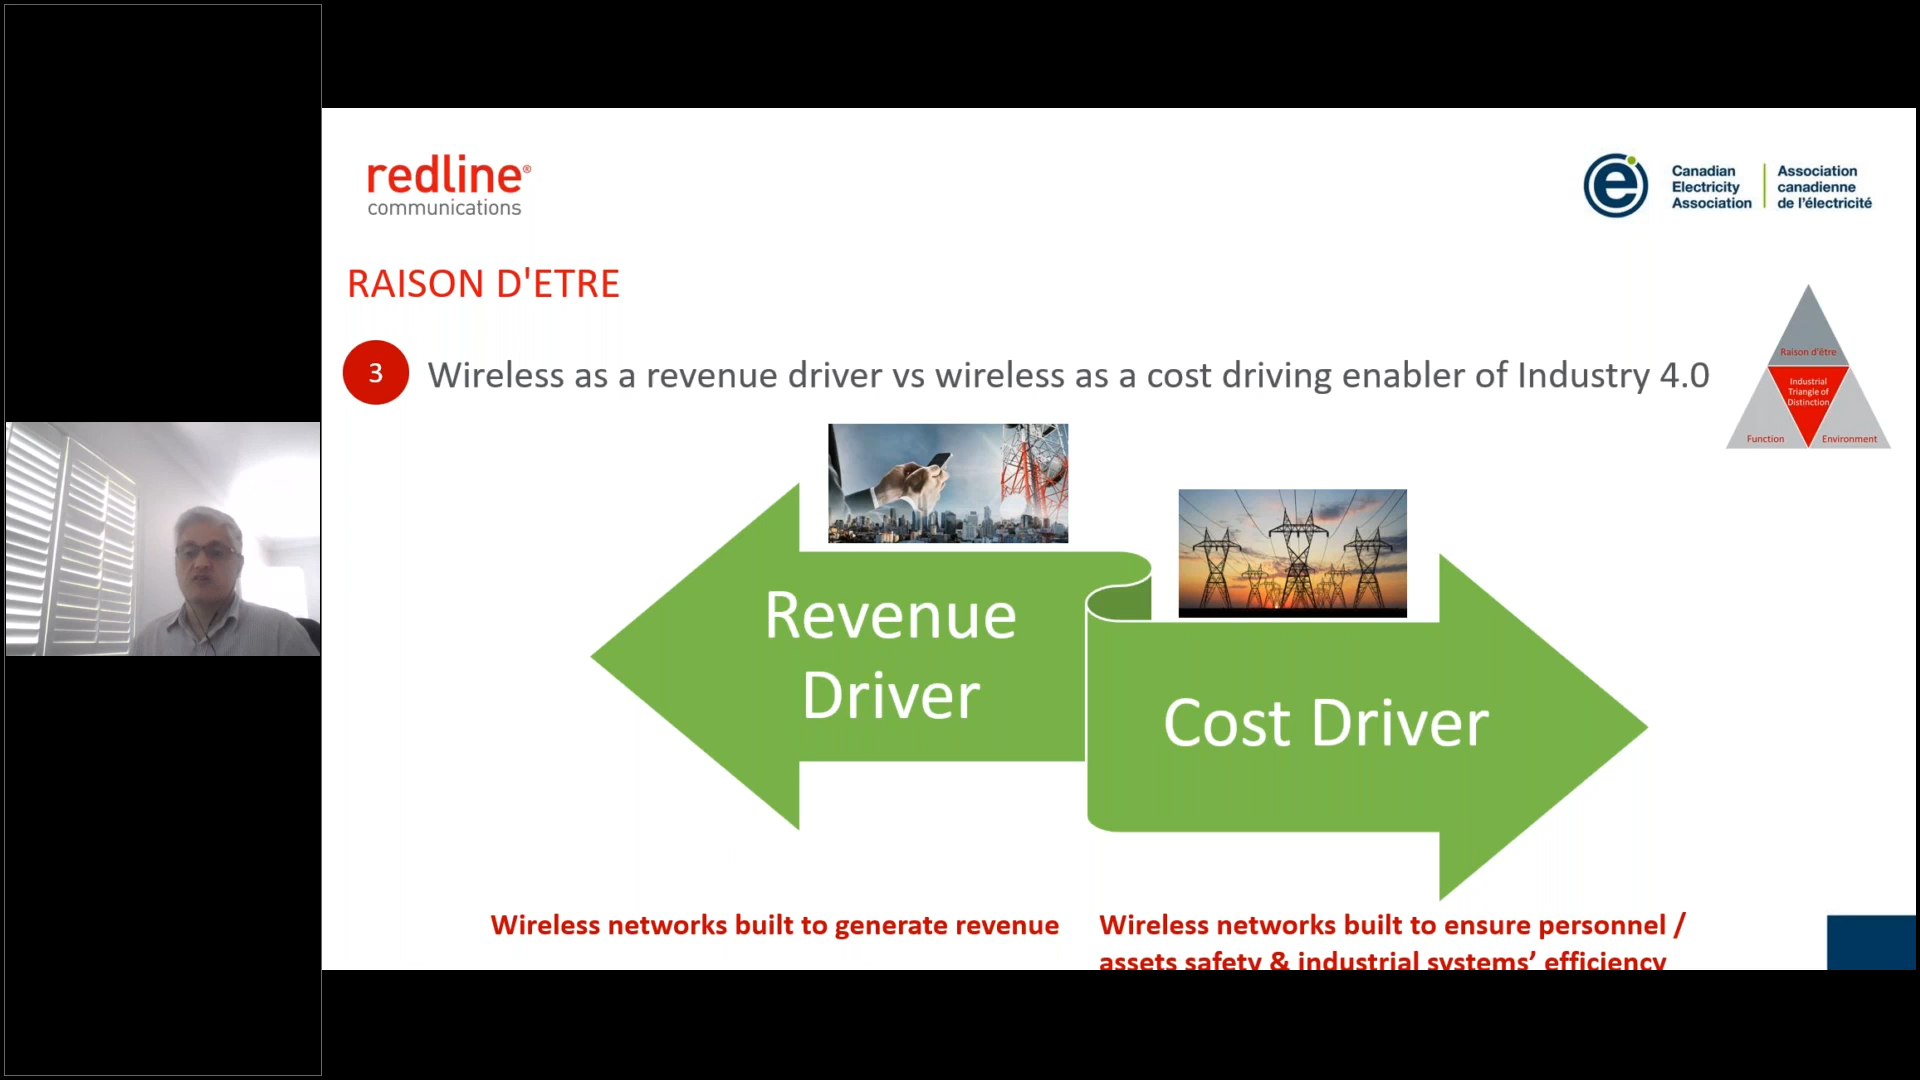 redline®
communications
Canadian
Electricity
Association
Association
canadienne
de l'électricité
RAISON D'ETRE
3
Wireless as a revenue driver vs wireless as a cost driving enabler of Industry 4.0
Raison d'être
Industrial
Triangle of
Distinction
Function
Environment
Revenue
Driver
Cost Driver
Wireless networks built to generate revenue
Wireless networks built to ensure personnel /
assets safety & industrial systems’ efficiency